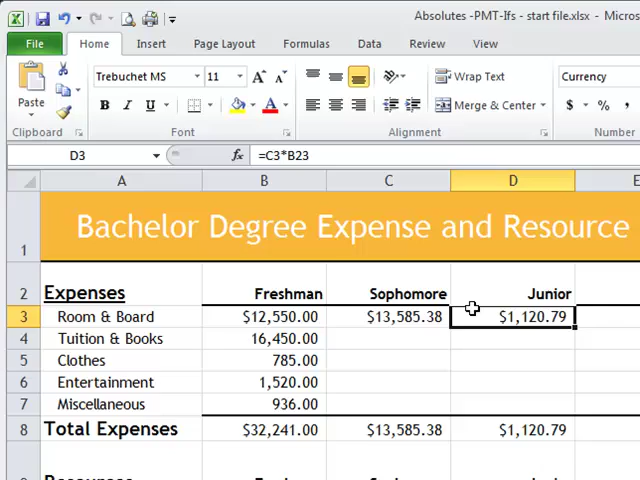 Absolutes -PMT-Ifs - start file.xlsx - Micros
File Home Insert Page Layout Formulas Data Review View
Trebuchet MS 11 A A Wrap Text Currency
Paste B I U A Merge & Center $ % ,
Clipboard Font Alignment Number
D3 fx =C3*B23
A B C D E
1 Bachelor Degree Expense and Resource
2 Expenses Freshman Sophomore Junior
3 Room & Board $12,550.00 $13,585.38 $1,120.79
4 Tuition & Books 16,450.00
5 Clothes 785.00
6 Entertainment 1,520.00
7 Miscellaneous 936.00
8 Total Expenses $32,241.00 $13,585.38 $1,120.79